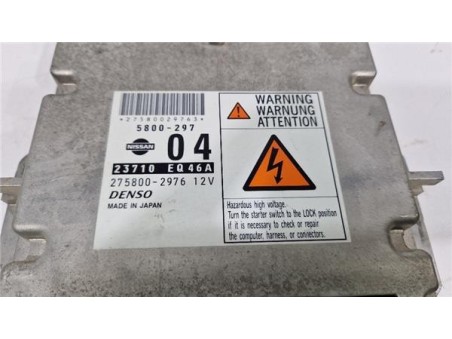 *2758002976З*
5800-297
NISSAN 04
23710 EQ46A
275800-2976 12V
DENSO
MADE IN JAPAN
WARNING
WARNUNG
ATTENTION
Hazardous high voltage.
Turn the starter switch to the LOCK position
if it is necessary to check or repair
the computer, harness, or connectors.